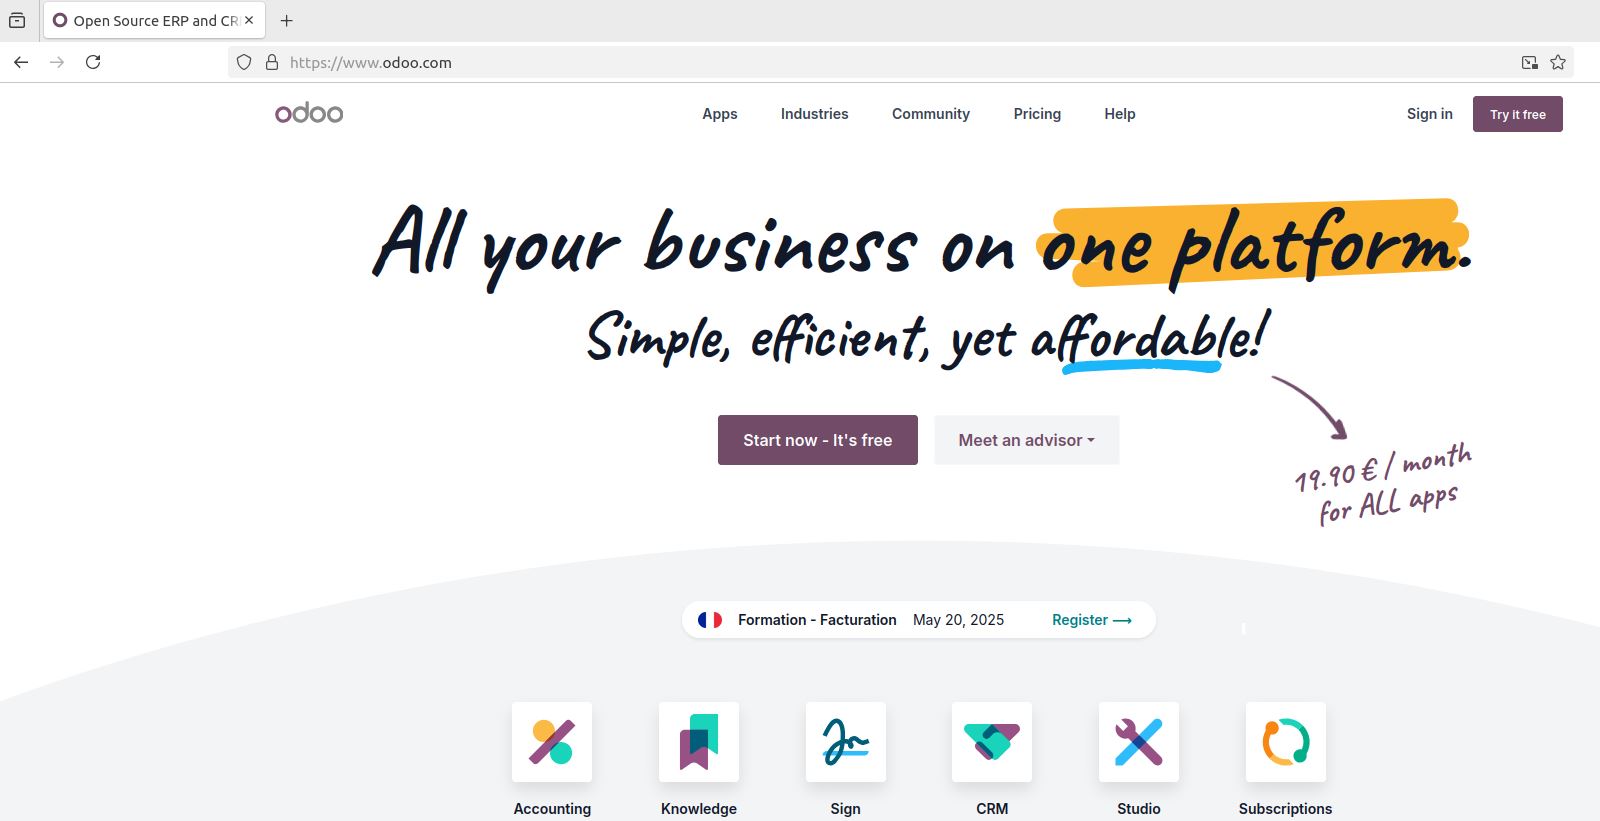 Open Source ERP and CR
https://www.odoo.com
odoo
Apps
Industries
Community
Pricing
Help
Sign in
Try it free
All your business on one platform.
Simple, efficient, yet affordable!
Start now - It's free
Meet an advisor
19.90 € / month
for ALL apps
Formation - Facturation May 20, 2025 Register ⟶
Accounting
Knowledge
Sign
CRM
Studio
Subscriptions